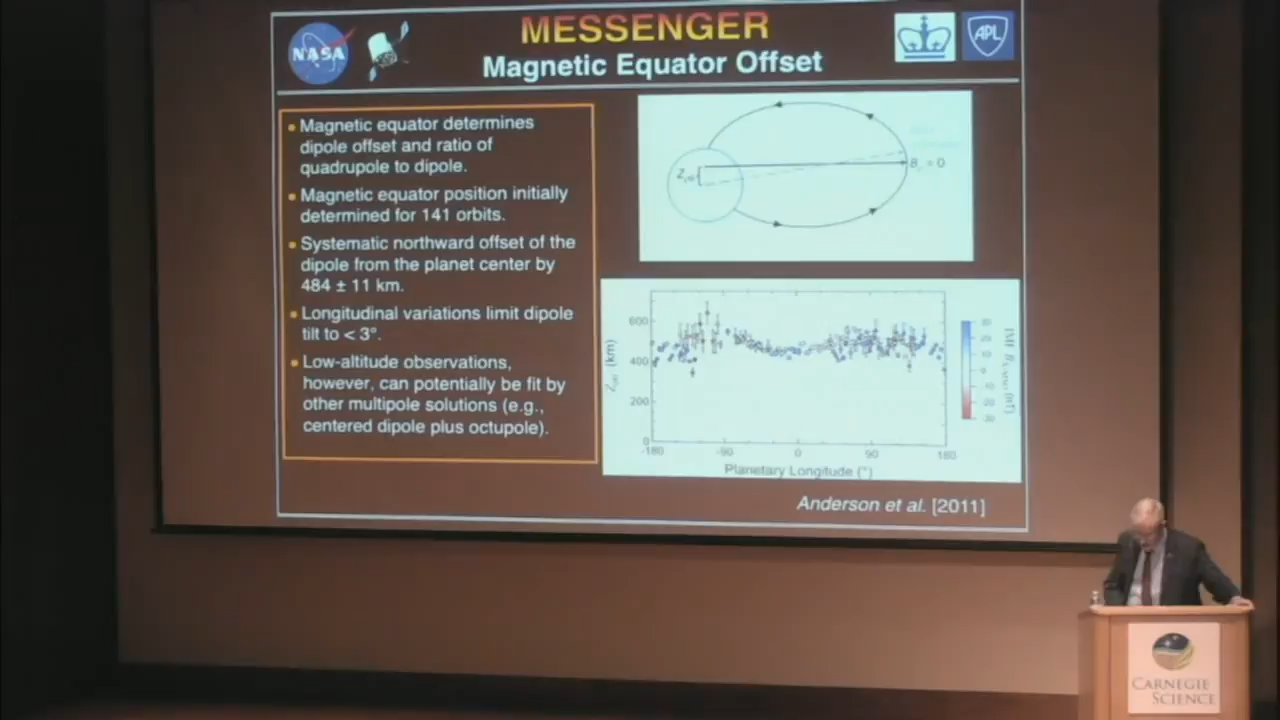 NASA
MESSENGER
Magnetic Equator Offset
APL
• Magnetic equator determines
dipole offset and ratio of
quadrupole to dipole.
• Magnetic equator position initially
determined for 141 orbits.
• Systematic northward offset of the
dipole from the planet center by
484 ± 11 km.
• Longitudinal variations limit dipole
tilt to < 3°.
• Low-altitude observations,
however, can potentially be fit by
other multipole solutions (e.g.,
centered dipole plus octupole).
= 0
600
400
200
0
(km)
-180 -90 0 90 180
Planetary Longitude (°)
Anderson et al. [2011]
CARNEGIE
SCIENCE